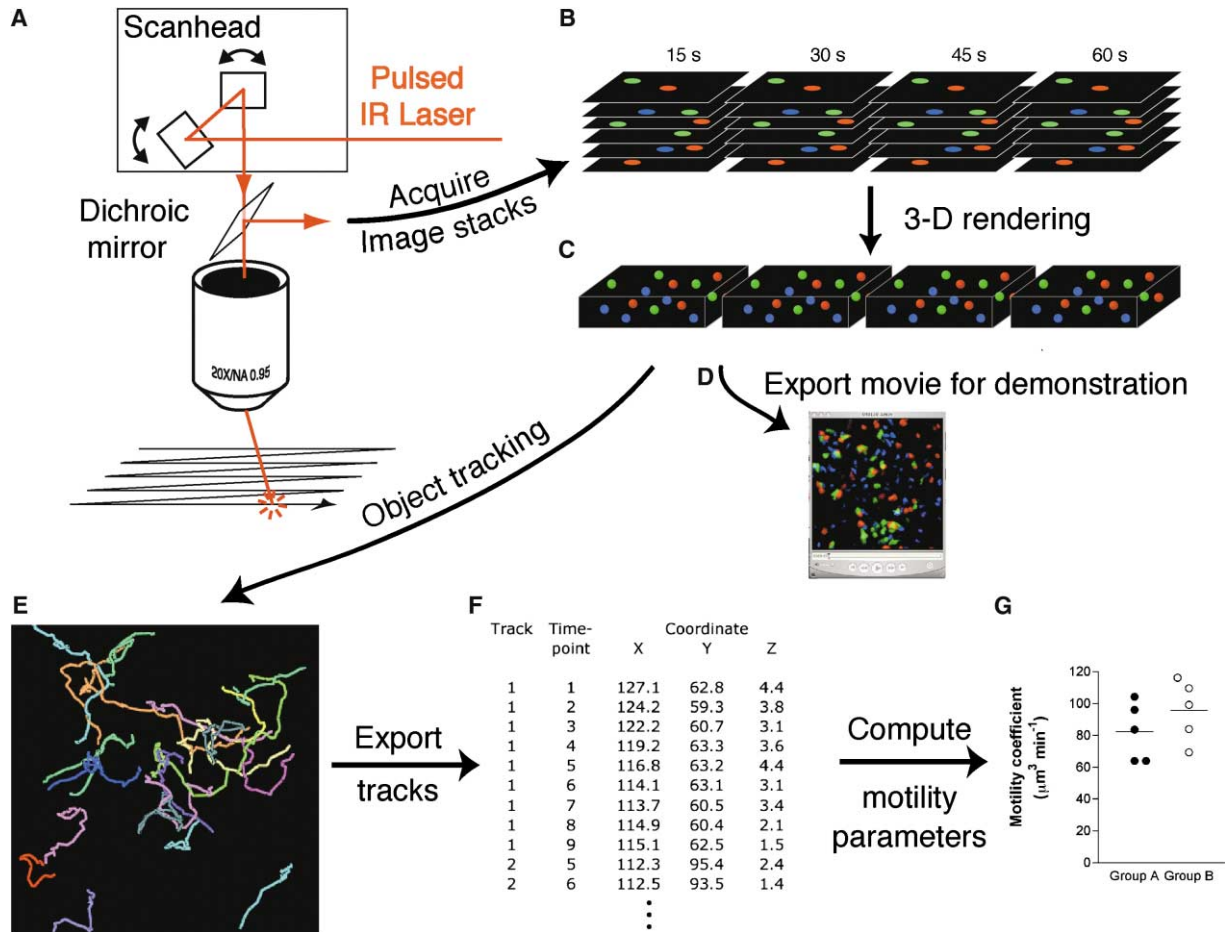 A
Scanhead
Pulsed
IR Laser
Dichroic
mirror
20X/NA 0.95
Acquire
Image stacks
B
15 s 30 s 45 s 60 s
3-D rendering
C
D
Export movie for demonstration
Object tracking
E
Export
tracks
F
Track Time- Coordinate
point X Y Z
1 1 127.1 62.8 4.4
1 2 124.2 59.3 3.8
1 3 122.2 60.7 3.1
1 4 119.2 63.3 3.6
1 5 116.8 63.2 4.4
1 6 114.1 63.1 3.1
1 7 113.7 60.5 3.4
1 8 114.9 60.4 2.1
1 9 115.1 62.5 1.5
2 5 112.3 95.4 2.4
2 6 112.5 93.5 1.4
Compute
motility
parameters
G
Motility coefficient
(μm³ min⁻¹)
120
100
80
60
40
20
0
Group A Group B